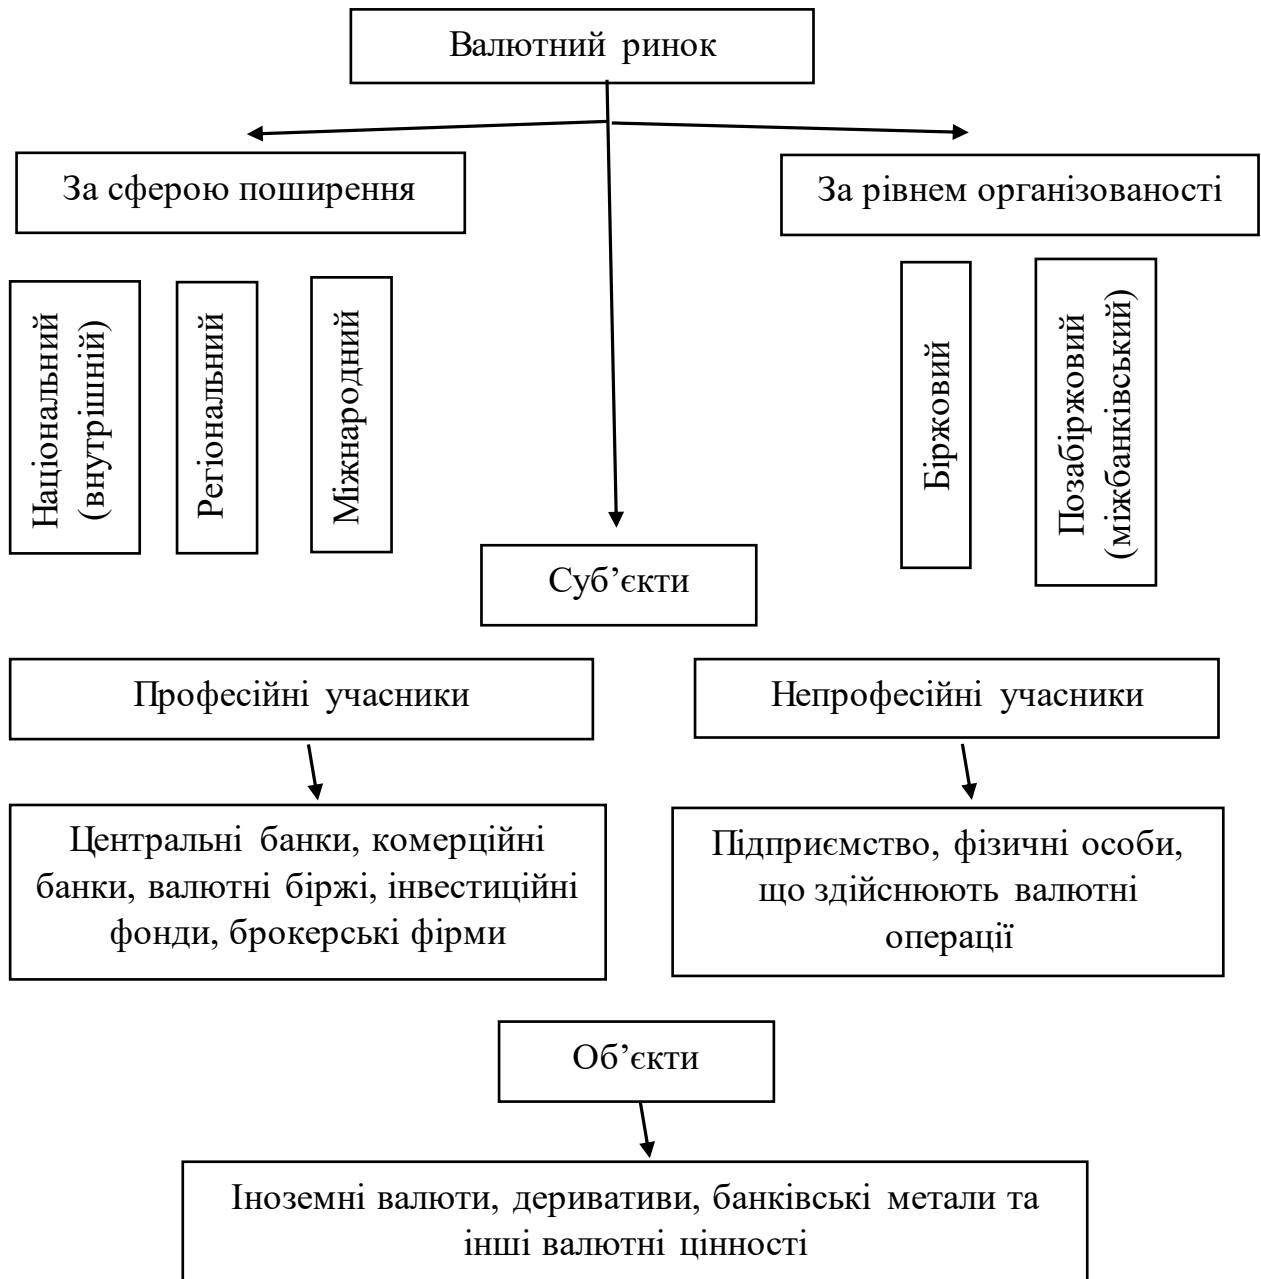 Валютний ринок
За сферою поширення
За рівнем організованості
Національний
(внутрішній)
Регіональний
Міжнародний
Біржовий
Позабіржовий
(міжбанківський)
Суб’єкти
Професійні учасники
Непрофесійні учасники
Центральні банки, комерційні
банки, валютні біржі, інвестиційні
фонди, брокерські фірми
Підприємство, фізичні особи,
що здійснюють валютні
операції
Об’єкти
Іноземні валюти, деривативи, банківські метали та
інші валютні цінності